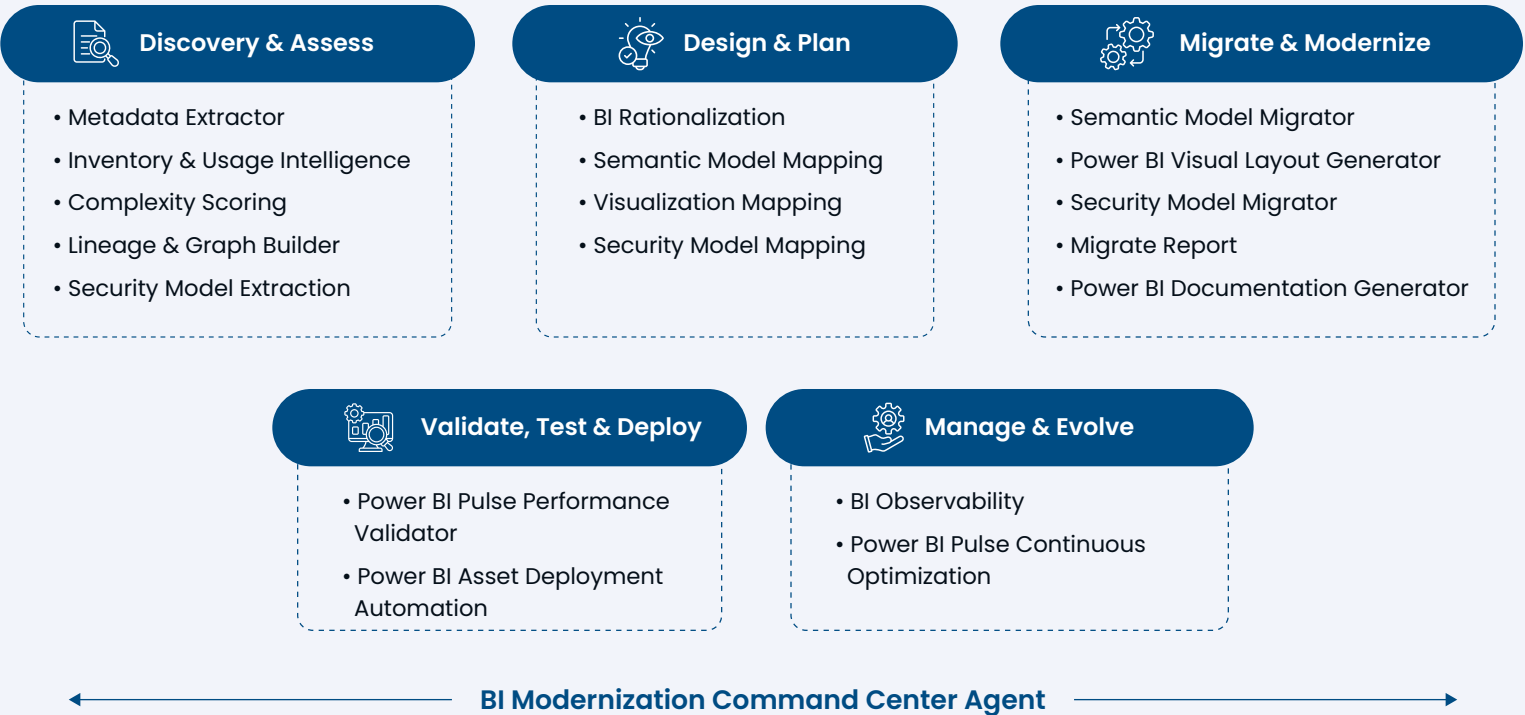 Discovery & Assess
• Metadata Extractor
• Inventory & Usage Intelligence
• Complexity Scoring
• Lineage & Graph Builder
• Security Model Extraction
Design & Plan
• BI Rationalization
• Semantic Model Mapping
• Visualization Mapping
• Security Model Mapping
Migrate & Modernize
• Semantic Model Migrator
• Power BI Visual Layout Generator
• Security Model Migrator
• Migrate Report
• Power BI Documentation Generator
Validate, Test & Deploy
• Power BI Pulse Performance
Validator
• Power BI Asset Deployment
Automation
Manage & Evolve
• BI Observability
• Power BI Pulse Continuous
Optimization
BI Modernization Command Center Agent